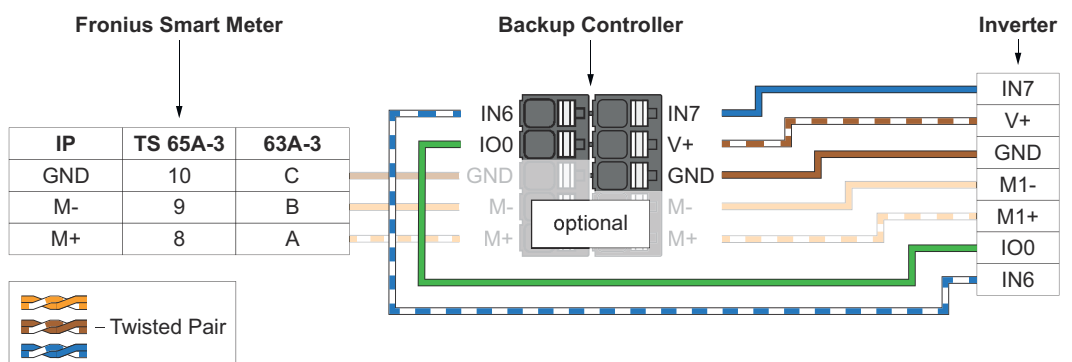 Fronius Smart Meter
Backup Controller
Inverter
IP TS 65A-3 63A-3
GND 10 C
M- 9 B
M+ 8 A
IN6
IO0
GND
M-
M+
optional
IN7
V+
GND
M-
M+
IN7
V+
GND
M1-
M1+
IO0
IN6
– Twisted Pair